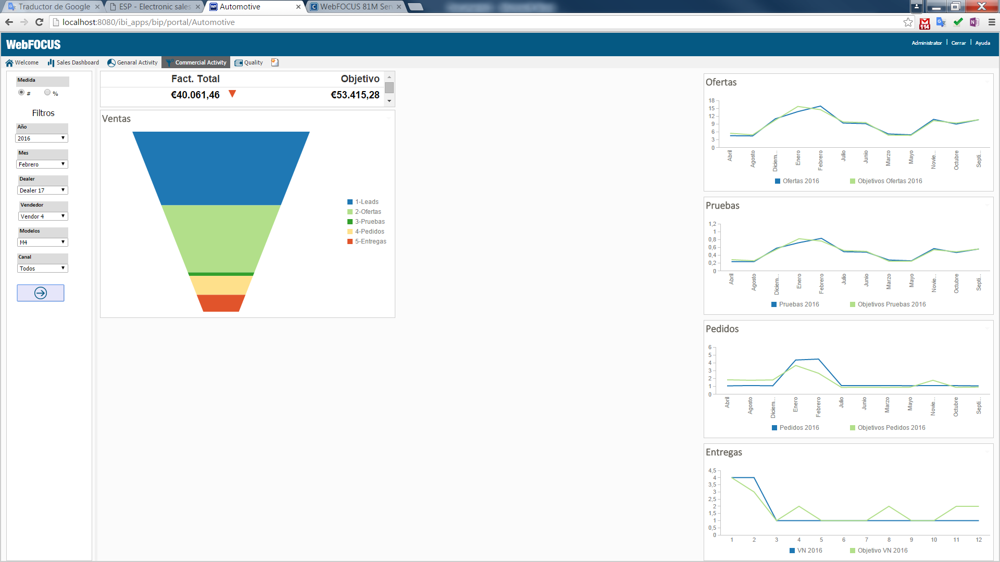 Traductor de Google
ESP - Electronic sales
Automotive
WebFOCUS 81M Ser
localhost:8080/ibi_apps/bip/portal/Automotive
114
WebFOCUS
Administrator | Cerrar | Ayuda
Welcome
Sales Dashboard
Genaral Activity
Commercial Activity
Quality
Medida
# %
Filtros
Año
2016
Mes
Febrero
Dealer
Dealer 17
Vendedor
Vendor 4
Modelos
M4
Canal
Todos
Fact. Total Objetivo
€40.061,46 €53.415,28
Ventas
1-Leads
2-Ofertas
3-Pruebas
4-Pedidos
5-Entregas
Ofertas
18
15
12
9
6
3
0
Abril Agosto Diciem... Enero Febrero Julio Junio Marzo Mayo Novie... Octubre Septi...
Ofertas 2016 Objetivos Ofertas 2016
Pruebas
1,2
1
0,8
0,6
0,4
0,2
0
Abril Agosto Diciem... Enero Febrero Julio Junio Marzo Mayo Novie... Octubre Septi...
Pruebas 2016 Objetivos Pruebas 2016
Pedidos
6
5
4
3
2
1
0
Abril Agosto Diciem... Enero Febrero Julio Junio Marzo Mayo Novie... Octubre Septi...
Pedidos 2016 Objetivos Pedidos 2016
Entregas
4,5
4
3,5
3
2,5
2
1,5
1
0,5
0
1 2 3 4 5 6 7 8 9 10 11 12
VN 2016 Objetivo VN 2016